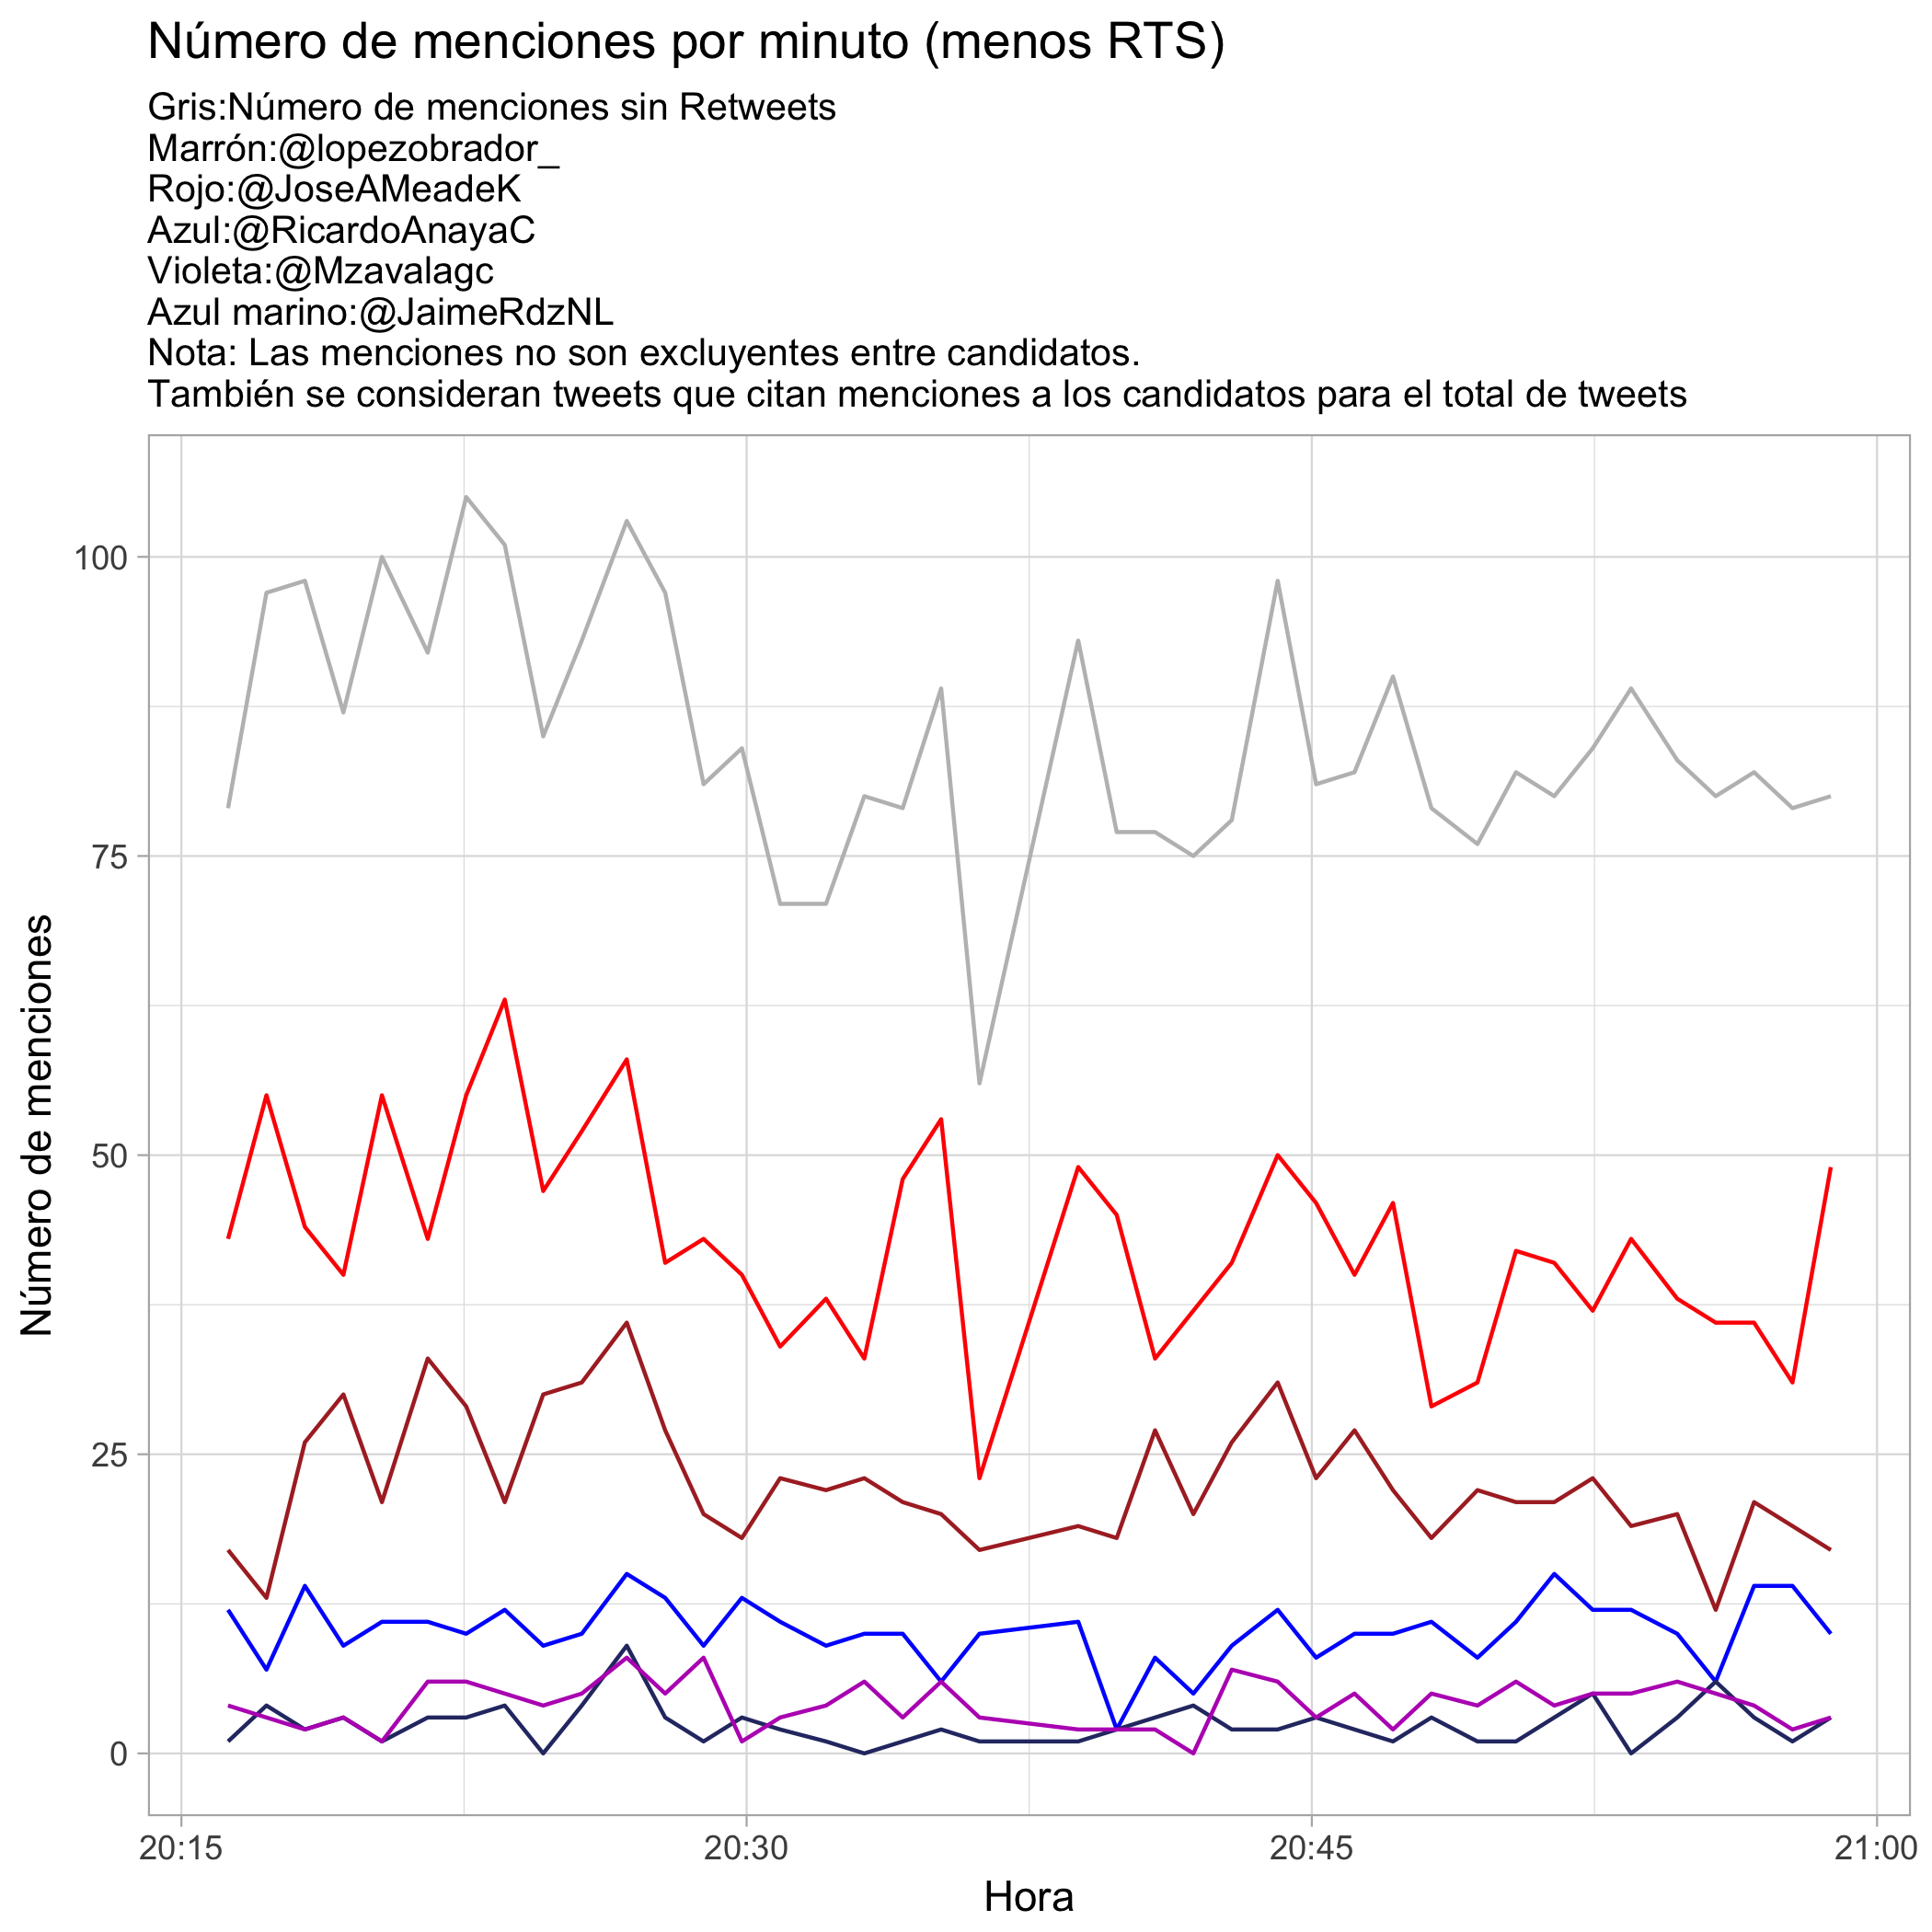 Número de menciones por minuto (menos RTS)
Gris:Número de menciones sin Retweets
Marrón:@lopezobrador_
Rojo:@JoseAMeadeK
Azul:@RicardoAnayaC
Violeta:@Mzavalagc
Azul marino:@JaimeRdzNL
Nota: Las menciones no son excluyentes entre candidatos.
También se consideran tweets que citan menciones a los candidatos para el total de tweets
Número de menciones
100
75
50
25
0
20:15
20:30
20:45
21:00
Hora